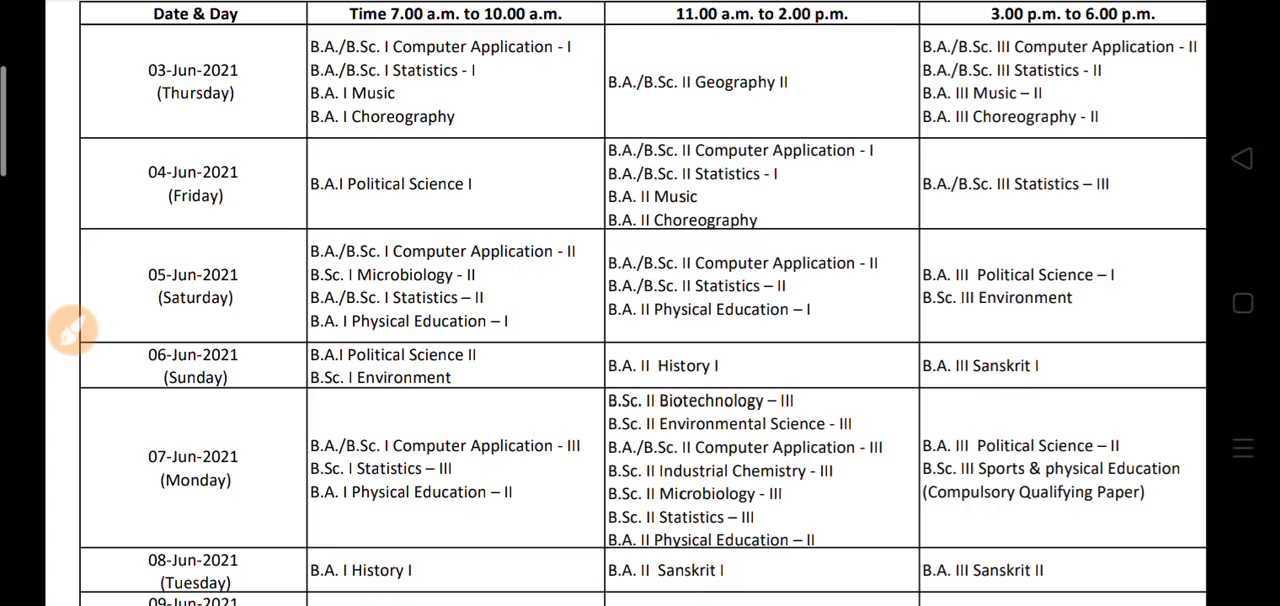 Date & Day
Time 7.00 a.m. to 10.00 a.m.
11.00 a.m. to 2.00 p.m.
3.00 p.m. to 6.00 p.m.
03-Jun-2021
(Thursday)
B.A./B.Sc. I Computer Application - I
B.A./B.Sc. I Statistics - I
B.A. I Music
B.A. I Choreography
B.A./B.Sc. II Geography II
B.A./B.Sc. III Computer Application - II
B.A./B.Sc. III Statistics - II
B.A. III Music – II
B.A. III Choreography - II
04-Jun-2021
(Friday)
B.A.I Political Science I
B.A./B.Sc. II Computer Application - I
B.A./B.Sc. II Statistics - I
B.A. II Music
B.A. II Choreography
B.A./B.Sc. III Statistics – III
05-Jun-2021
(Saturday)
B.A./B.Sc. I Computer Application - II
B.Sc. I Microbiology - II
B.A./B.Sc. I Statistics – II
B.A. I Physical Education – I
B.A./B.Sc. II Computer Application - II
B.A./B.Sc. II Statistics – II
B.A. II Physical Education – I
B.A. III Political Science – I
B.Sc. III Environment
06-Jun-2021
(Sunday)
B.A.I Political Science II
B.Sc. I Environment
B.A. II History I
B.A. III Sanskrit I
07-Jun-2021
(Monday)
B.A./B.Sc. I Computer Application - III
B.Sc. I Statistics – III
B.A. I Physical Education – II
B.Sc. II Biotechnology – III
B.Sc. II Environmental Science - III
B.A./B.Sc. II Computer Application - III
B.Sc. II Industrial Chemistry - III
B.Sc. II Microbiology - III
B.Sc. II Statistics – III
B.A. II Physical Education – II
B.A. III Political Science – II
B.Sc. III Sports & physical Education
(Compulsory Qualifying Paper)
08-Jun-2021
(Tuesday)
B.A. I History I
B.A. II Sanskrit I
B.A. III Sanskrit II
09-Jun-2021